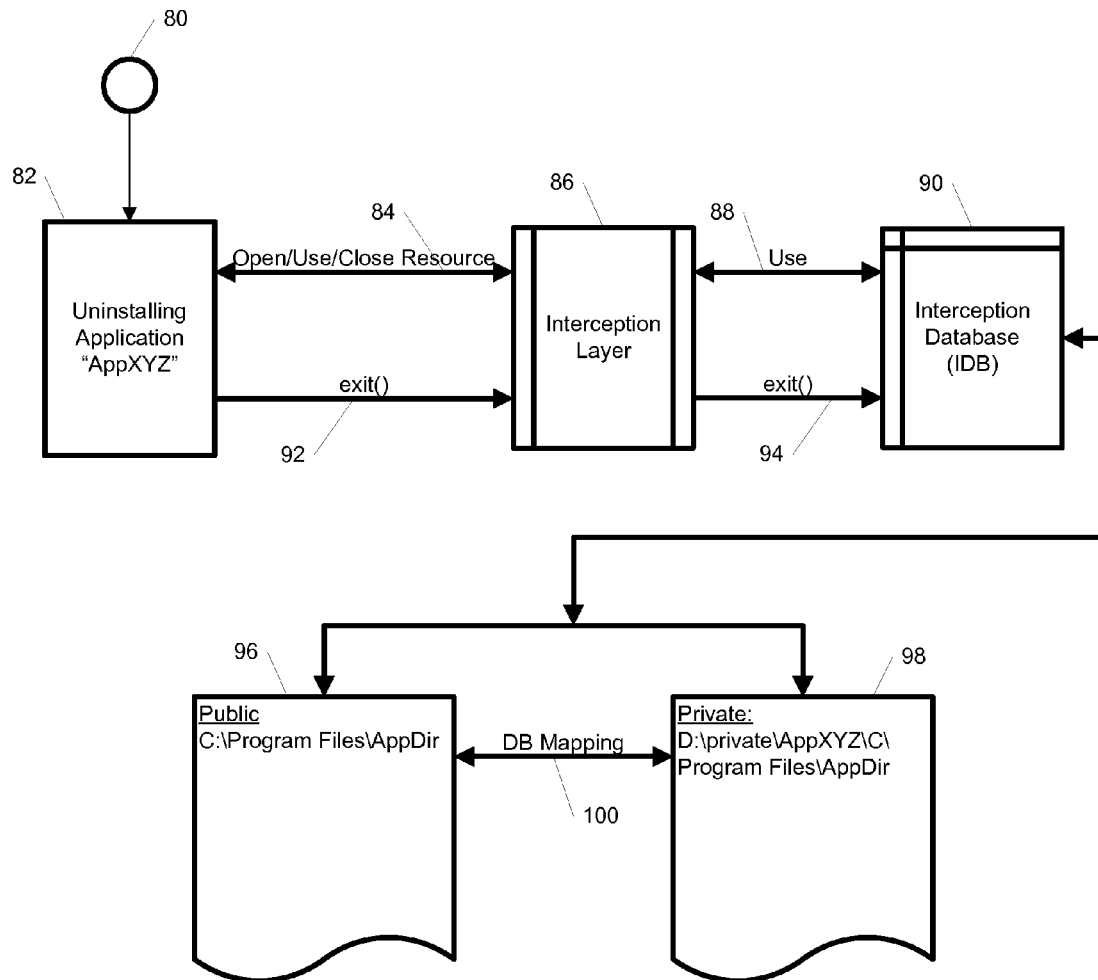 80
82
84
86
88
90
Open/Use/Close Resource
Use
Uninstalling
Application
“AppXYZ”
Interception
Layer
Interception
Database
(IDB)
exit()
exit()
92
94
96
98
Public
C:\Program Files\AppDir
DB Mapping
100
Private:
D:\private\AppXYZ\C\
Program Files\AppDir